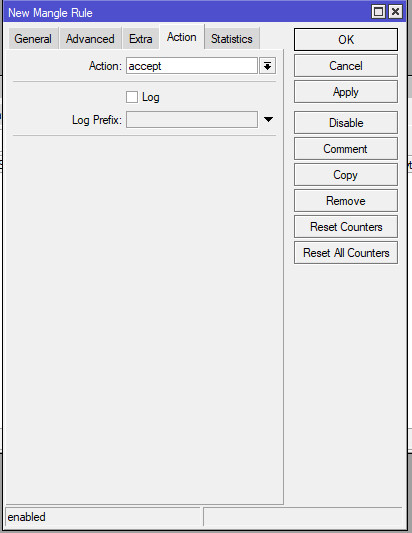 New Mangle Rule
General Advanced Extra Action Statistics
Action: accept
Log
Log Prefix:
OK
Cancel
Apply
Disable
Comment
Copy
Remove
Reset Counters
Reset All Counters
enabled